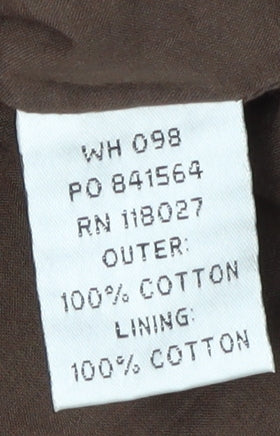 WH 098
PO 841564
RN 118027
OUTER:
100% COTTON
LINING:
100% COTTON